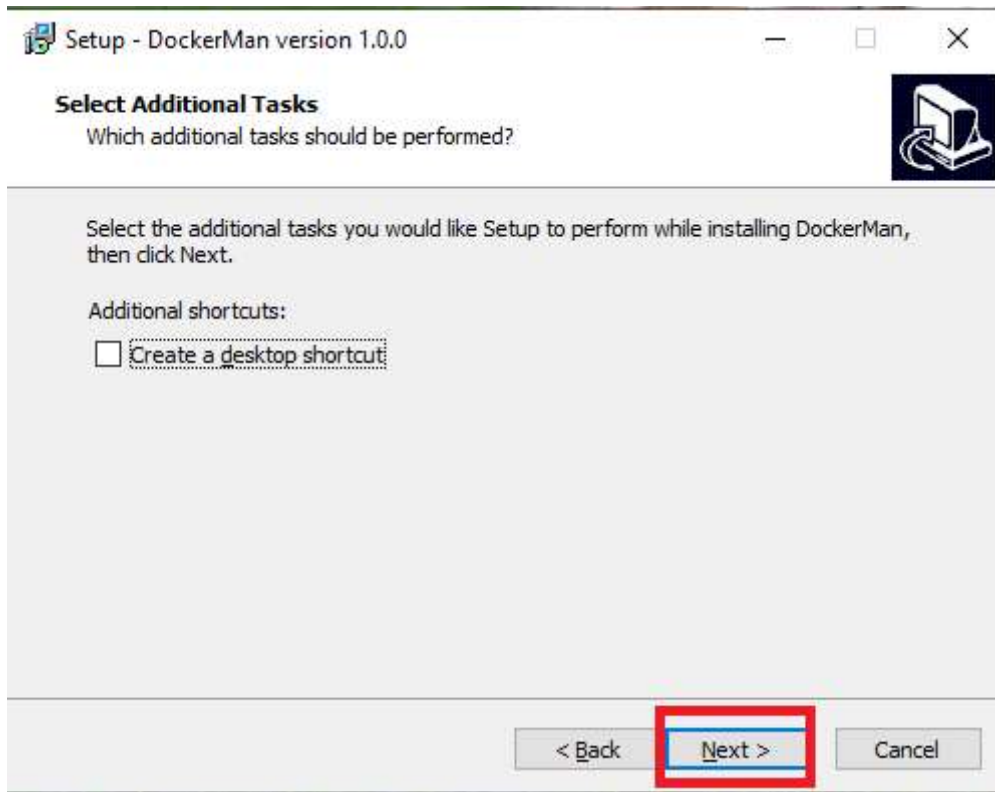 Setup - DockerMan version 1.0.0
Select Additional Tasks
Which additional tasks should be performed?
Select the additional tasks you would like Setup to perform while installing DockerMan,
then click Next.
Additional shortcuts:
Create a desktop shortcut
< Back Next > Cancel